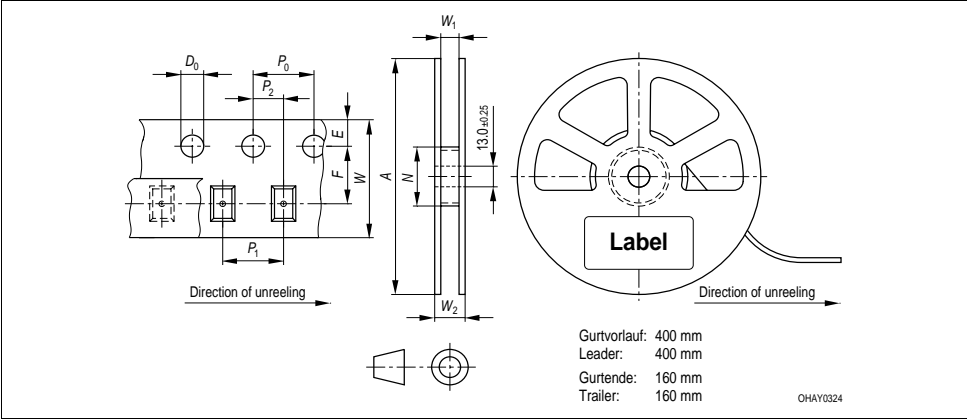 W1
D0
P0
P2
E
F
W
A
N
13.0±0.25
P1
Label
Direction of unreeling
W2
Direction of unreeling
Gurtvorlauf: 400 mm
Leader: 400 mm
Gurtende: 160 mm
Trailer: 160 mm
OHAY0324